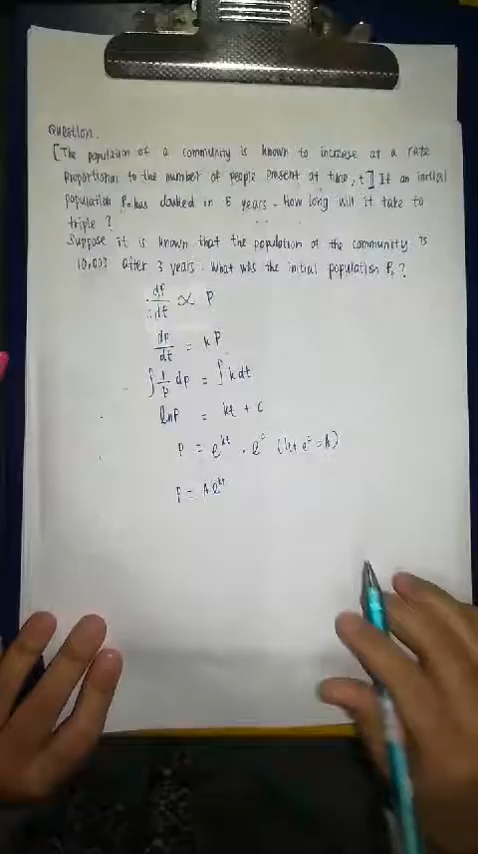 Question.
[The population of a community is known to increase at a rate
proportional to the number of people present at time, t] If an initial
population P₀ has doubled in 5 years. How long will it take to
triple ?
Suppose it is known that the population of the community is
10,000 after 3 years. What was the initial population P₀ ?
dP/dt ∝ P
dP/dt = kP
∫ 1/P dP = ∫ k dt
ln P = kt + c
P = e^kt . e^c (let e^c = A)
P = Ae^kt